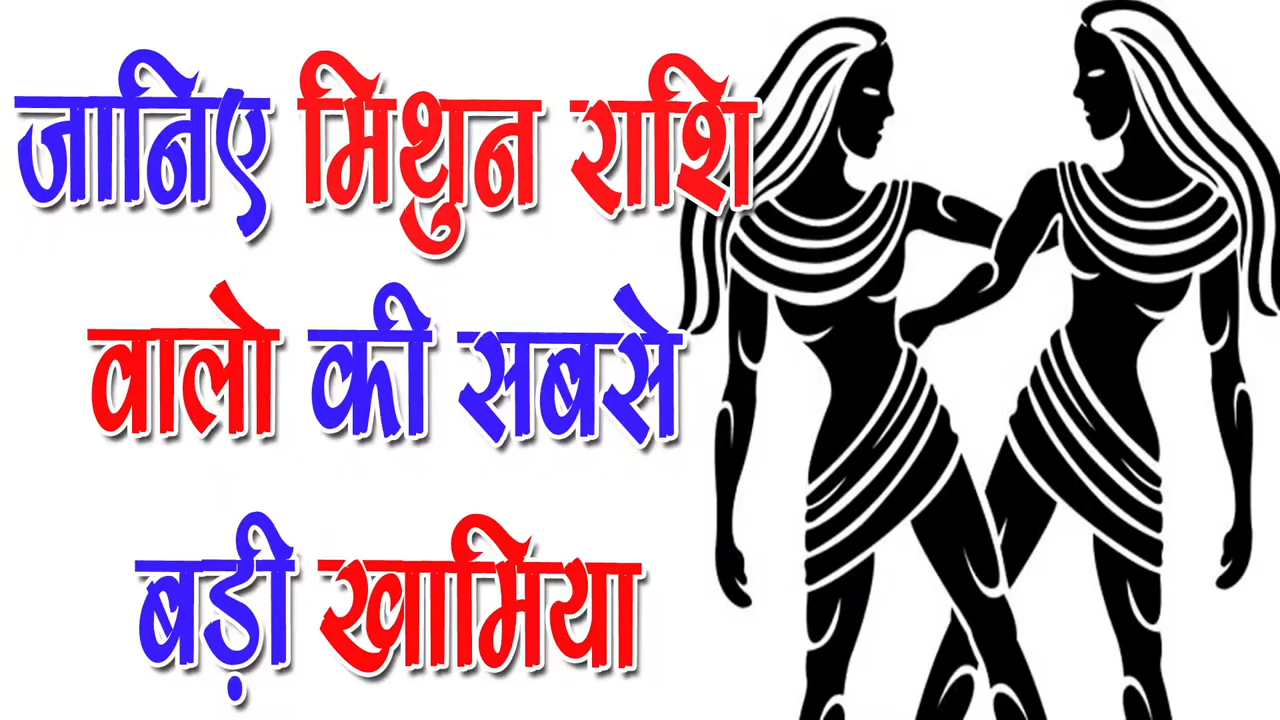 जानिए मिथुन राशि
वालो की सबसे
बड़ी खामिया